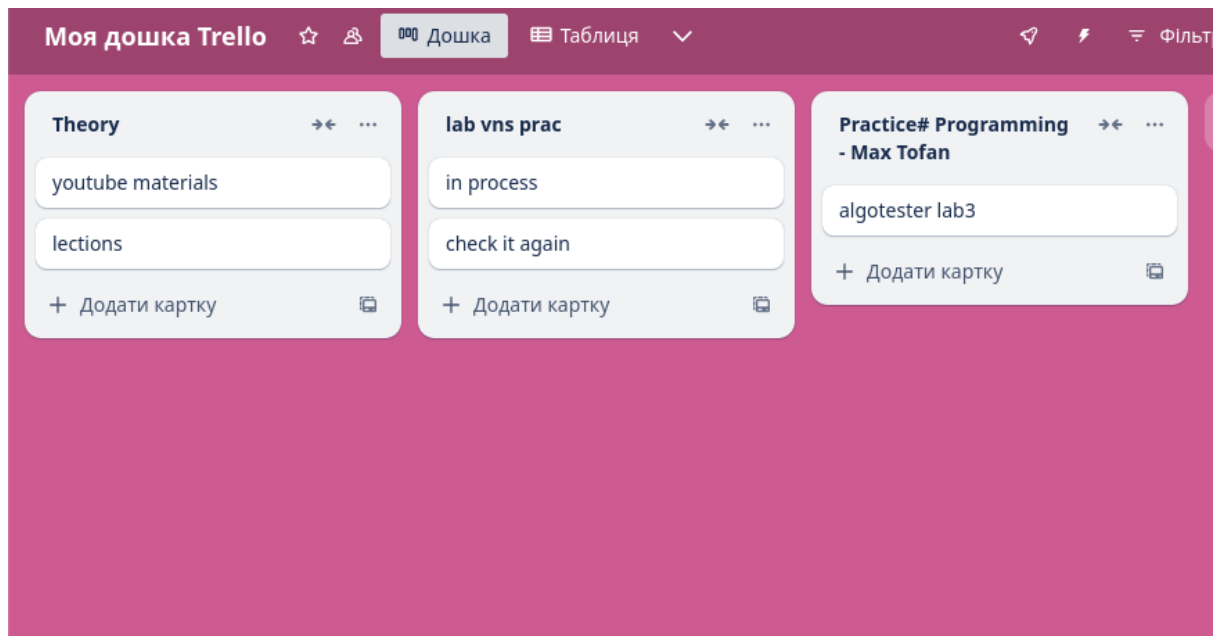 Моя дошка Trello
Дошка
Таблиця
Theory
youtube materials
lections
+ Додати картку
lab vns prac
in process
check it again
+ Додати картку
Practice# Programming
- Max Tofan
algotester lab3
+ Додати картку